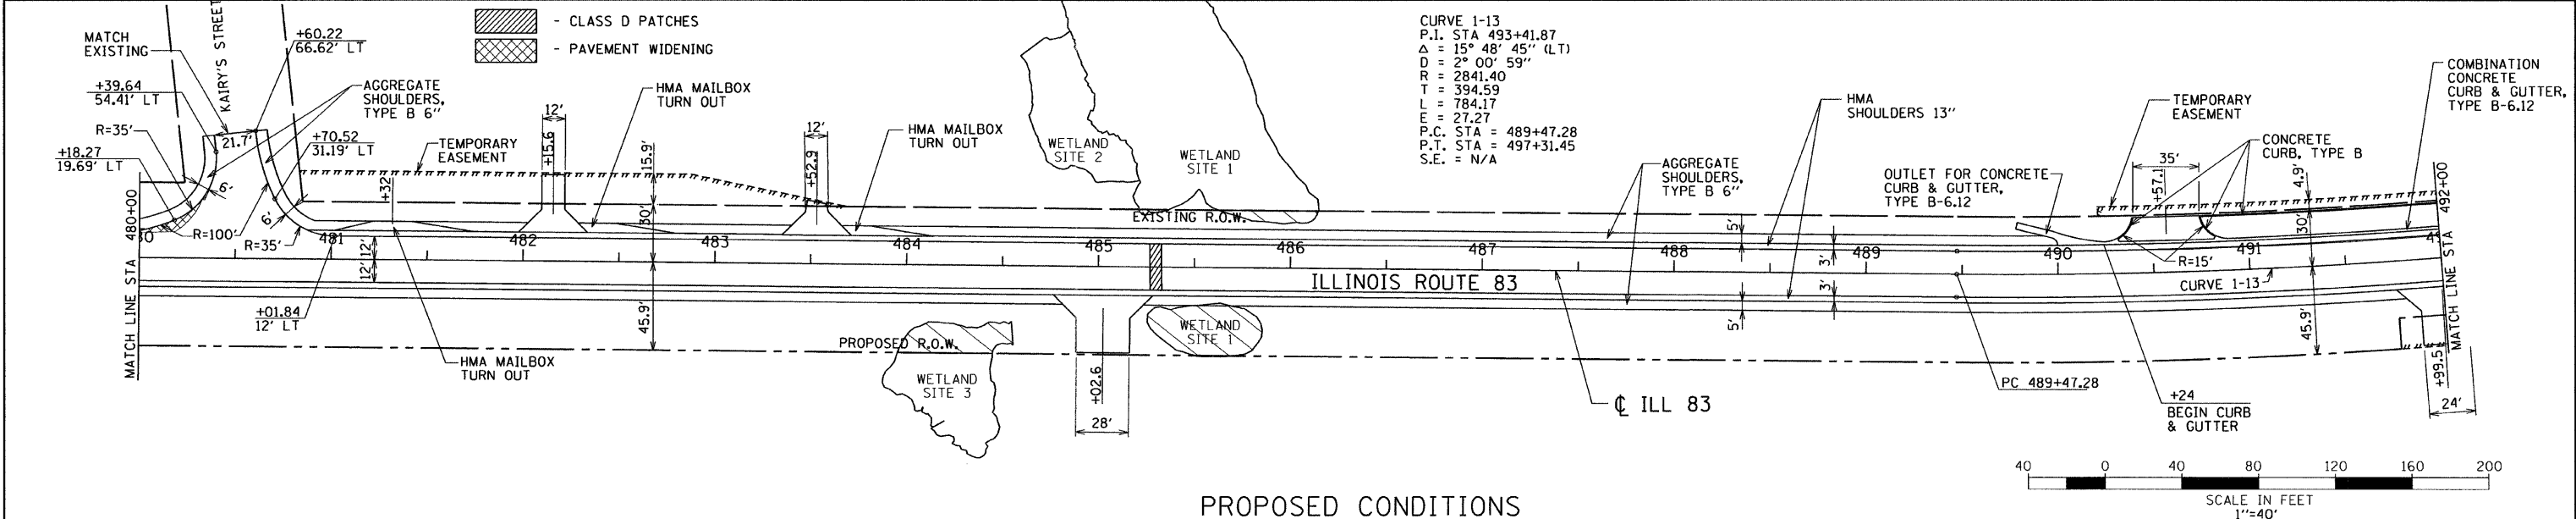 MATCH
EXISTING
KAIRY'S STREET
+60.22
66.62' LT
- CLASS D PATCHES
- PAVEMENT WIDENING
+39.64
54.41' LT
21.7'
AGGREGATE
SHOULDERS,
TYPE B 6"
R=35'
+18.27
19.69' LT
6'
+70.52
31.19' LT
6'
R=100'
R=35'
TEMPORARY
EASEMENT
+32
12'
+15.6
HMA MAILBOX
TURN OUT
15.9'
30'
45.9'
12'
+52.9
HMA MAILBOX
TURN OUT
WETLAND
SITE 2
WETLAND
SITE 1
CURVE 1-13
P.I. STA 493+41.87
Δ = 15° 48' 45" (LT)
D = 2° 00' 59"
R = 2841.40
T = 394.59
L = 784.17
E = 27.27
P.C. STA = 489+47.28
P.T. STA = 497+31.45
S.E. = N/A
AGGREGATE
SHOULDERS,
TYPE B 6"
HMA
SHOULDERS 13"
OUTLET FOR CONCRETE
CURB & GUTTER,
TYPE B-6.12
TEMPORARY
EASEMENT
35'
+57.1
CONCRETE
CURB, TYPE B
4.9'
30'
45.9'
COMBINATION
CONCRETE
CURB & GUTTER,
TYPE B-6.12
MATCH LINE STA 480+00
481
482
483
484
485
486
487
488
489
490
491
MATCH LINE STA 492+00
EXISTING R.O.W.
12'
12'
5'
3'
3'
5'
R=15'
CURVE 1-13
ILLINOIS ROUTE 83
+01.84
12' LT
HMA MAILBOX
TURN OUT
PROPOSED R.O.W.
WETLAND
SITE 3
+02.6
28'
WETLAND
SITE 1
℄ ILL 83
PC 489+47.28
+24
BEGIN CURB
& GUTTER
+99.5
24'
40 0 40 80 120 160 200
SCALE IN FEET
1"=40'
PROPOSED CONDITIONS